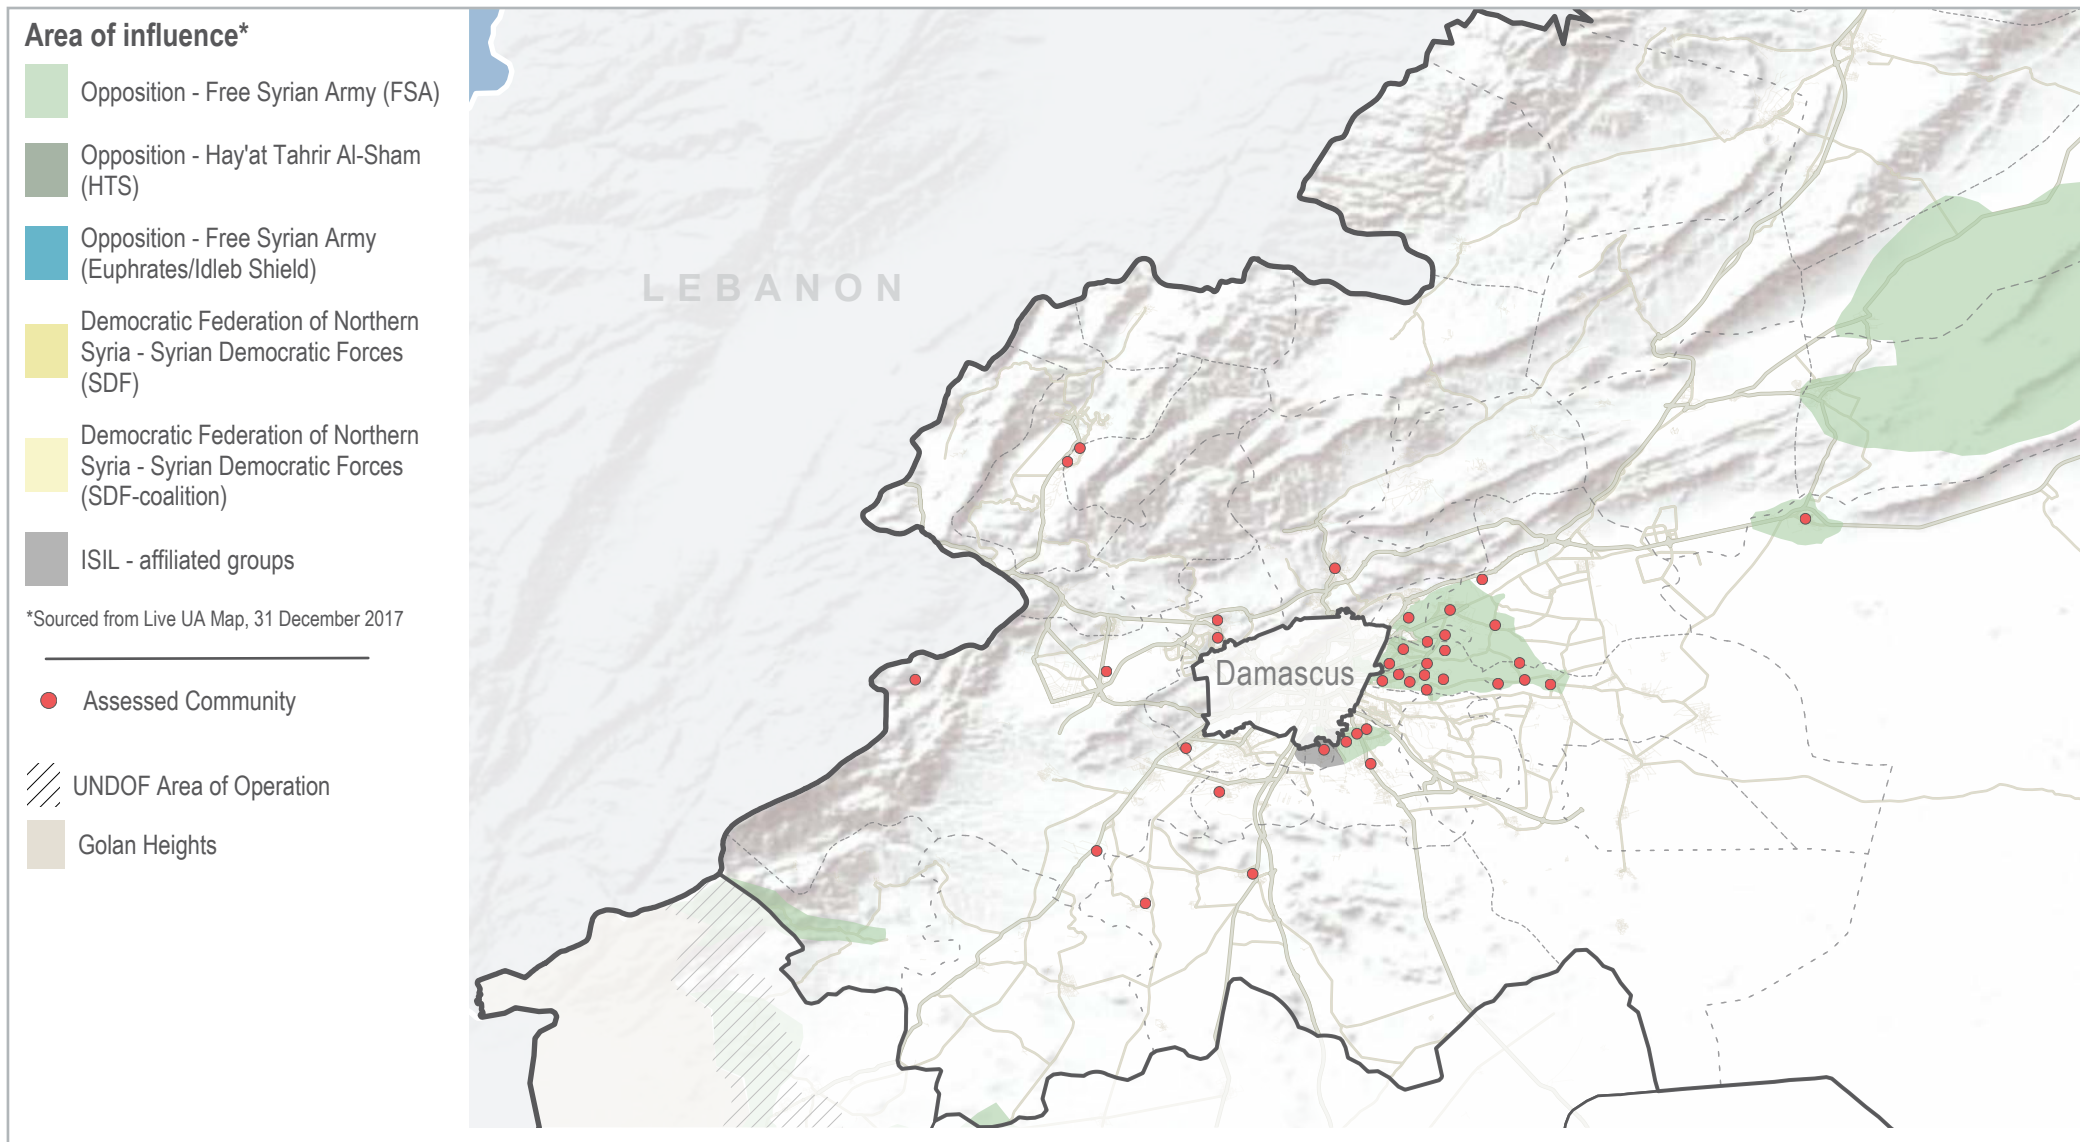 Area of influence*
Opposition - Free Syrian Army (FSA)
Opposition - Hay'at Tahrir Al-Sham
(HTS)
Opposition - Free Syrian Army
(Euphrates/Idleb Shield)
Democratic Federation of Northern
Syria - Syrian Democratic Forces
(SDF)
Democratic Federation of Northern
Syria - Syrian Democratic Forces
(SDF-coalition)
ISIL - affiliated groups
*Sourced from Live UA Map, 31 December 2017
Assessed Community
UNDOF Area of Operation
Golan Heights
LEBANON
Damascus